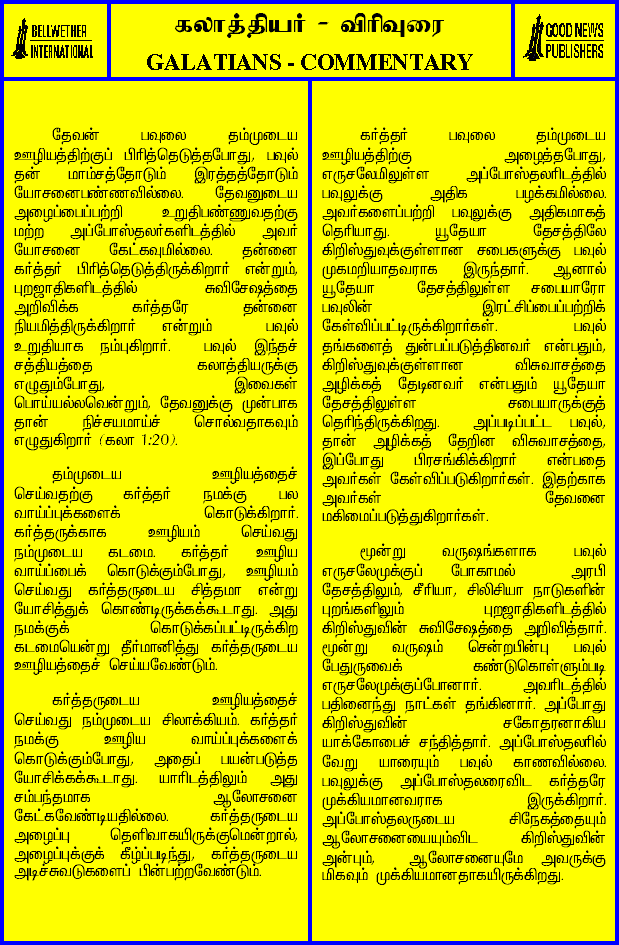 BELLWETHER
INTERNATIONAL
கலாத்தியர் - விரிவுரை
GALATIANS - COMMENTARY
GOOD NEWS
PUBLISHERS
தேவன் பவுலை தம்முடைய
ஊழியத்திற்குப் பிரித்தெடுத்தபோது, பவுல்
தன் மாம்சத்தோடும் இரத்தத்தோடும்
யோசனைபண்ணவில்லை. தேவனுடைய
அழைப்பைப்பற்றி உறுதிபண்ணுவதற்கு
மற்ற அப்போஸ்தலர்களிடத்தில் அவர்
யோசனை கேட்கவுமில்லை. தன்னை
கர்த்தர் பிரித்தெடுத்திருக்கிறார் என்றும்,
புறஜாதிகளிடத்தில் சுவிசேஷத்தை
அறிவிக்க கர்த்தரே தன்னை
நியமித்திருக்கிறார் என்றும் பவுல்
உறுதியாக நம்புகிறார். பவுல் இந்தச்
சத்தியத்தை கலாத்தியருக்கு
எழுதும்போது, இவைகள்
பொய்யல்லவென்றும், தேவனுக்கு முன்பாக
தான் நிச்சயமாய்ச் சொல்வதாகவும்
எழுதுகிறார் (கலா 1:20).
தம்முடைய ஊழியத்தைச்
செய்வதற்கு கர்த்தர் நமக்கு பல
வாய்ப்புக்களைக் கொடுக்கிறார்.
கர்த்தருக்காக ஊழியம் செய்வது
நம்முடைய கடமை. கர்த்தர் ஊழிய
வாய்ப்பைக் கொடுக்கும்போது, ஊழியம்
செய்வது கர்த்தருடைய சித்தமா என்று
யோசித்துக் கொண்டிருக்கக்கூடாது. அது
நமக்குக் கொடுக்கப்பட்டிருக்கிற
கடமையென்று தீர்மானித்து கர்த்தருடைய
ஊழியத்தைச் செய்யவேண்டும்.
கர்த்தருடைய ஊழியத்தைச்
செய்வது நம்முடைய சிலாக்கியம். கர்த்தர்
நமக்கு ஊழிய வாய்ப்புக்களைக்
கொடுக்கும்போது, அதைப் பயன்படுத்த
யோசிக்கக்கூடாது. யாரிடத்திலும் அது
சம்பந்தமாக ஆலோசனை
கேட்கவேண்டியதில்லை. கர்த்தருடைய
அழைப்பு தெளிவாகயிருக்குமென்றால்,
அழைப்புக்குக் கீழ்ப்படிந்து, கர்த்தருடைய
அடிச்சுவடுகளைப் பின்பற்றவேண்டும்.
கர்த்தர் பவுலை தம்முடைய
ஊழியத்திற்கு அழைத்தபோது,
எருசலேமிலுள்ள அப்போஸ்தலரிடத்தில்
பவுலுக்கு அதிக பழக்கமில்லை.
அவர்களைப்பற்றி பவுலுக்கு அதிகமாகத்
தெரியாது. யூதேயா தேசத்திலே
கிறிஸ்துவுக்குள்ளான சபைகளுக்கு பவுல்
முகமறியாதவராக இருந்தார். ஆனால்
யூதேயா தேசத்திலுள்ள சபையாரோ
பவுலின் இரட்சிப்பைப்பற்றிக்
கேள்விப்பட்டிருக்கிறார்கள். பவுல்
தங்களைத் துன்பப்படுத்தினவர் என்பதும்,
கிறிஸ்துவுக்குள்ளான விசுவாசத்தை
அழிக்கத் தேடினவர் என்பதும் யூதேயா
தேசத்திலுள்ள சபையாருக்குத்
தெரிந்திருக்கிறது. அப்படிப்பட்ட பவுல்,
தான் அழிக்கத் தேறின விசுவாசத்தை,
இப்போது பிரசங்கிக்கிறார் என்பதை
அவர்கள் கேள்விப்படுகிறார்கள். இதற்காக
அவர்கள் தேவனை
மகிமைப்படுத்துகிறார்கள்.
மூன்று வருஷங்களாக பவுல்
எருசலேமுக்குப் போகாமல் அரபி
தேசத்திலும், சீரியா, சிலிசியா நாடுகளின்
புறங்களிலும் புறஜாதிகளிடத்தில்
கிறிஸ்துவின் சுவிசேஷத்தை அறிவித்தார்.
மூன்று வருஷம் சென்றபின்பு பவுல்
பேதுருவைக் கண்டுகொள்ளும்படி
எருசலேமுக்குப்போனார். அவரிடத்தில்
பதினைந்து நாட்கள் தங்கினார். அப்போது
கிறிஸ்துவின் சகோதரனாகிய
யாக்கோபைச் சந்தித்தார். அப்போஸ்தலரில்
வேறு யாரையும் பவுல் காணவில்லை.
பவுலுக்கு அப்போஸ்தலரைவிட கர்த்தரே
முக்கியமானவராக இருக்கிறார்.
அப்போஸ்தலருடைய சிநேகத்தையும்
ஆலோசனையையும்விட கிறிஸ்துவின்
அன்பும், ஆலோசனையுமே அவருக்கு
மிகவும் முக்கியமானதாகயிருக்கிறது.